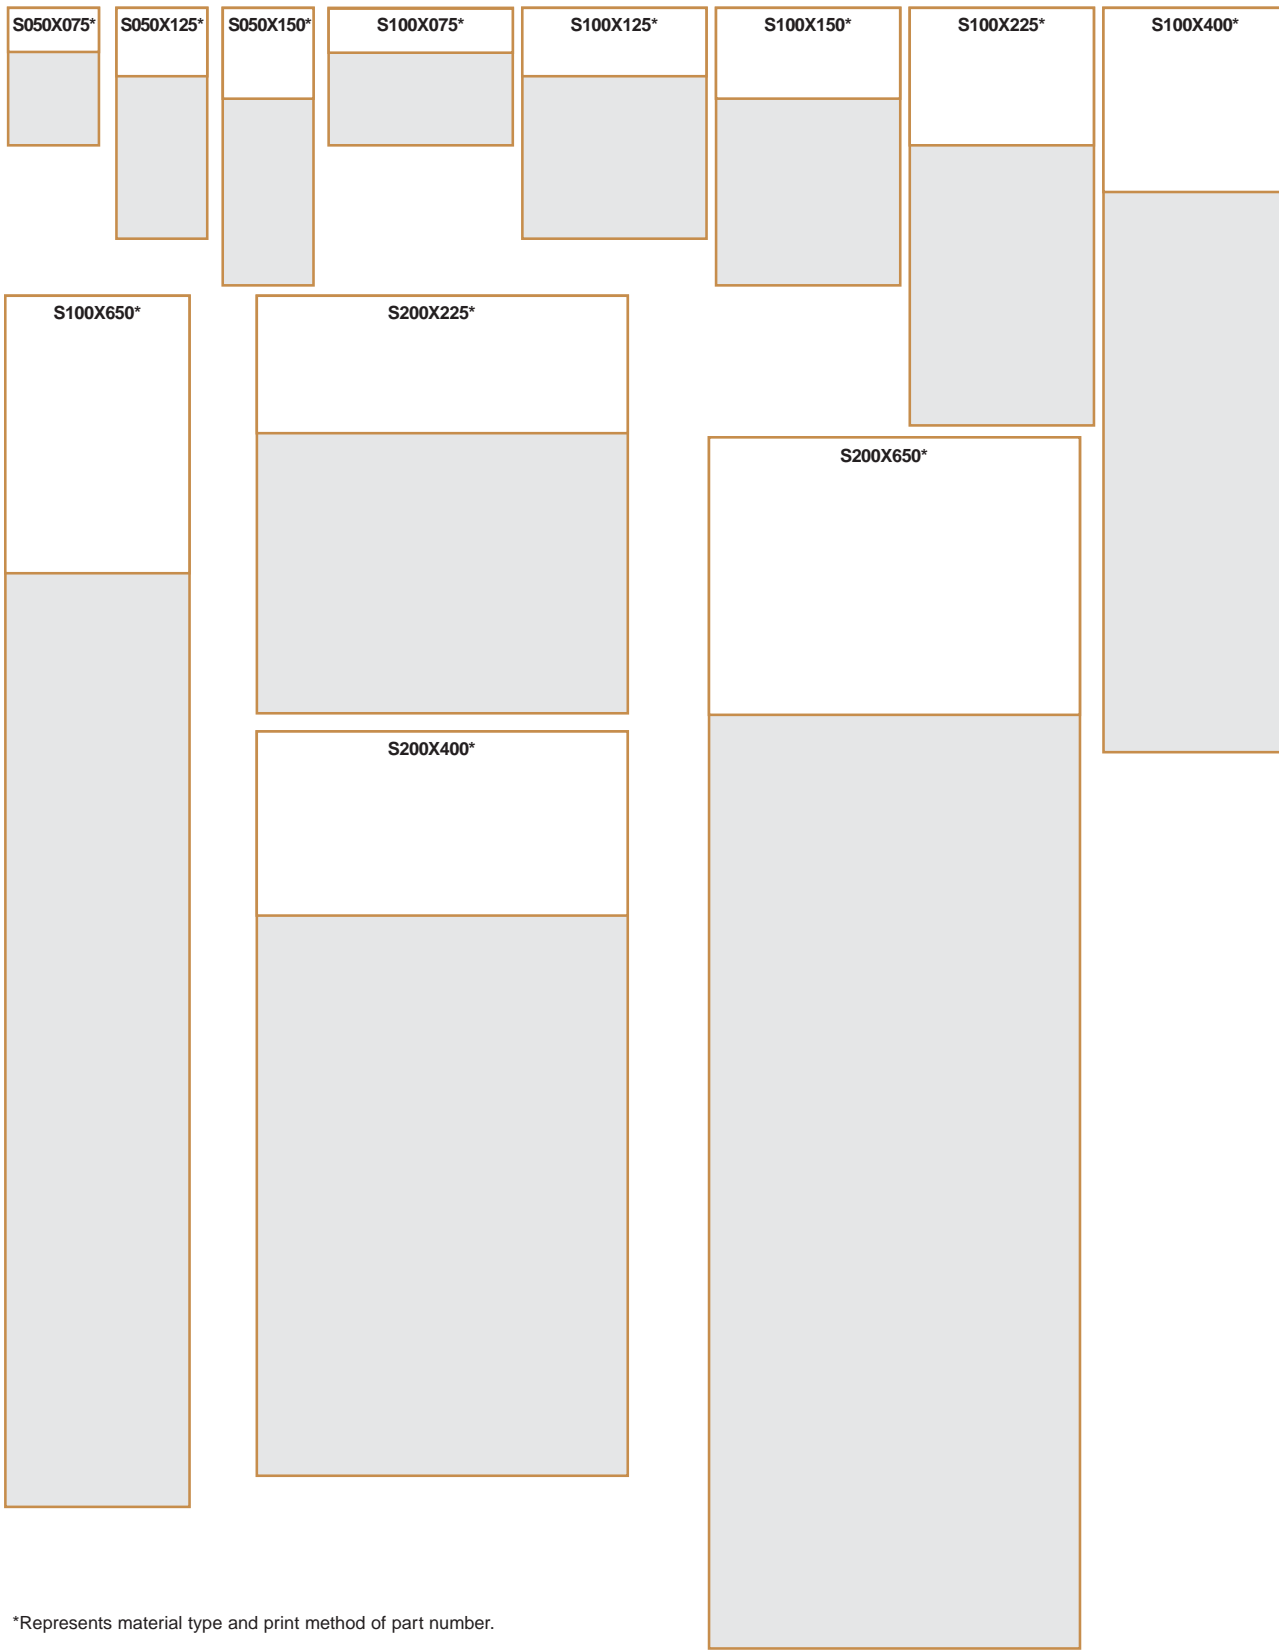 S050X075*
S050X125*
S050X150*
S100X075*
S100X125*
S100X150*
S100X225*
S100X400*
S100X650*
S200X225*
S200X650*
S200X400*
*Represents material type and print method of part number.